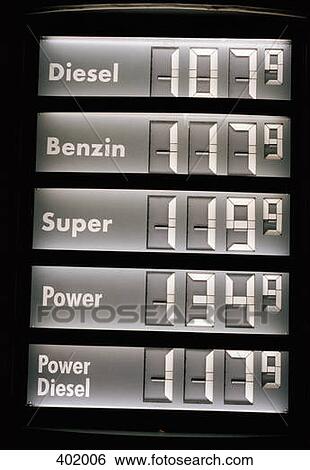 Diesel 107⁹
Benzin 117⁹
Super 119⁹
Power 134⁹
FOTOSEARCH
Power
Diesel 117⁹
402006 www.fotosearch.com